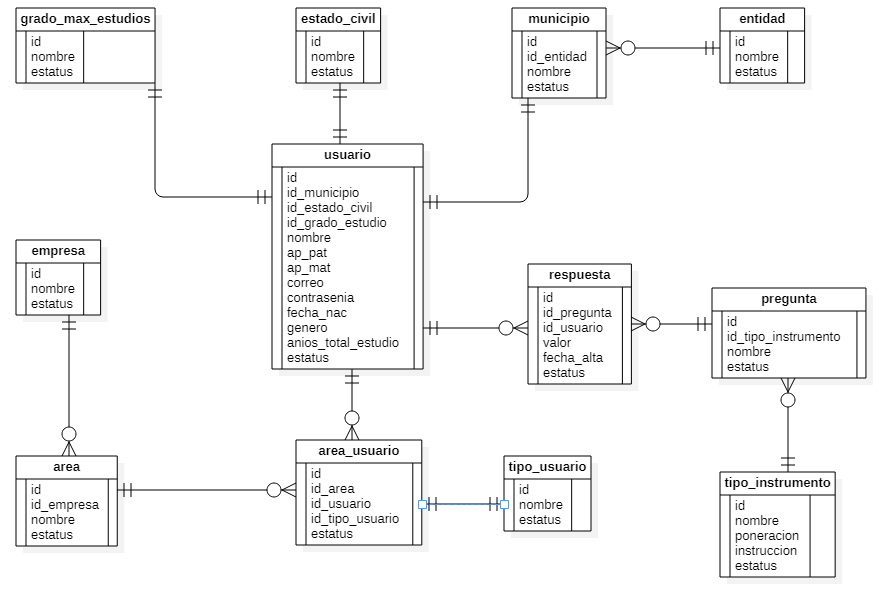 grado_max_estudios
id
nombre
estatus
estado_civil
id
nombre
estatus
municipio
id
id_entidad
nombre
estatus
entidad
id
nombre
estatus
usuario
id
id_municipio
id_estado_civil
id_grado_estudio
nombre
ap_pat
ap_mat
correo
contrasenia
fecha_nac
genero
anios_total_estudio
estatus
empresa
id
nombre
estatus
respuesta
id
id_pregunta
id_usuario
valor
fecha_alta
estatus
pregunta
id
id_tipo_instrumento
nombre
estatus
area
id
id_empresa
nombre
estatus
area_usuario
id
id_area
id_usuario
id_tipo_usuario
estatus
tipo_usuario
id
nombre
estatus
tipo_instrumento
id
nombre
poneracion
instruccion
estatus